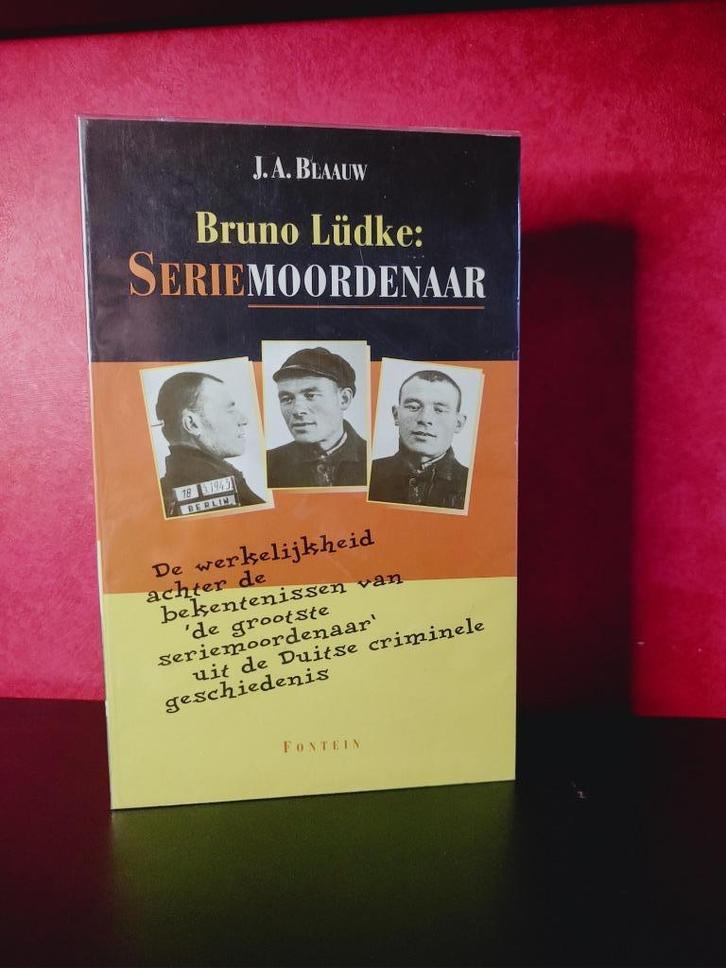 J. A. BLAAUW
Bruno Lüdke:
SERIEMOORDENAAR
BERLIN
De werkelijkheid
achter de
bekentenissen van
'de grootste
seriemoordenaar'
uit de Duitse criminele
geschiedenis
FONTEIN